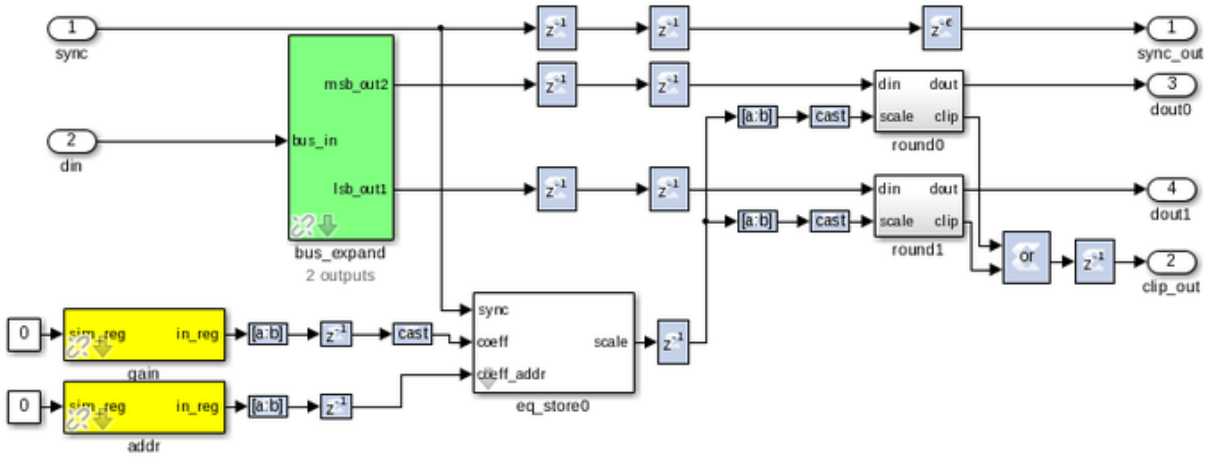 1
sync
z-1
z-1
z-6
1
sync_out
msb_out2
z-1
z-1
din
dout
scale
clip
round0
3
dout0
[a:b]
cast
2
din
bus_in
lsb_out1
bus_expand
2 outputs
z-1
z-1
din
dout
scale
clip
round1
4
dout1
[a:b]
cast
or
z-1
2
clip_out
0
sim_reg
in_reg
gain
[a:b]
z-1
cast
sync
coeff
coeff_addr
scale
eq_store0
z-1
0
sim_reg
in_reg
addr
[a:b]
z-1